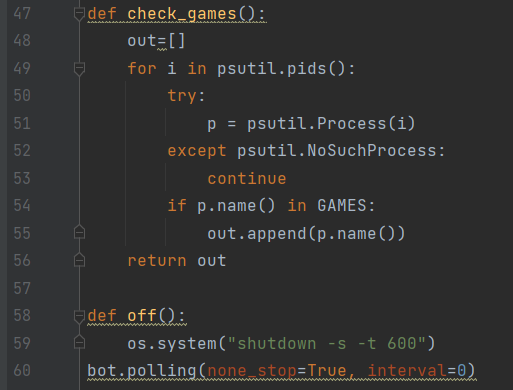 47 def check_games():
48     out=[]
49     for i in psutil.pids():
50         try:
51             p = psutil.Process(i)
52         except psutil.NoSuchProcess:
53             continue
54         if p.name() in GAMES:
55             out.append(p.name())
56     return out
57
58 def off():
59     os.system("shutdown -s -t 600")
60 bot.polling(none_stop=True, interval=0)